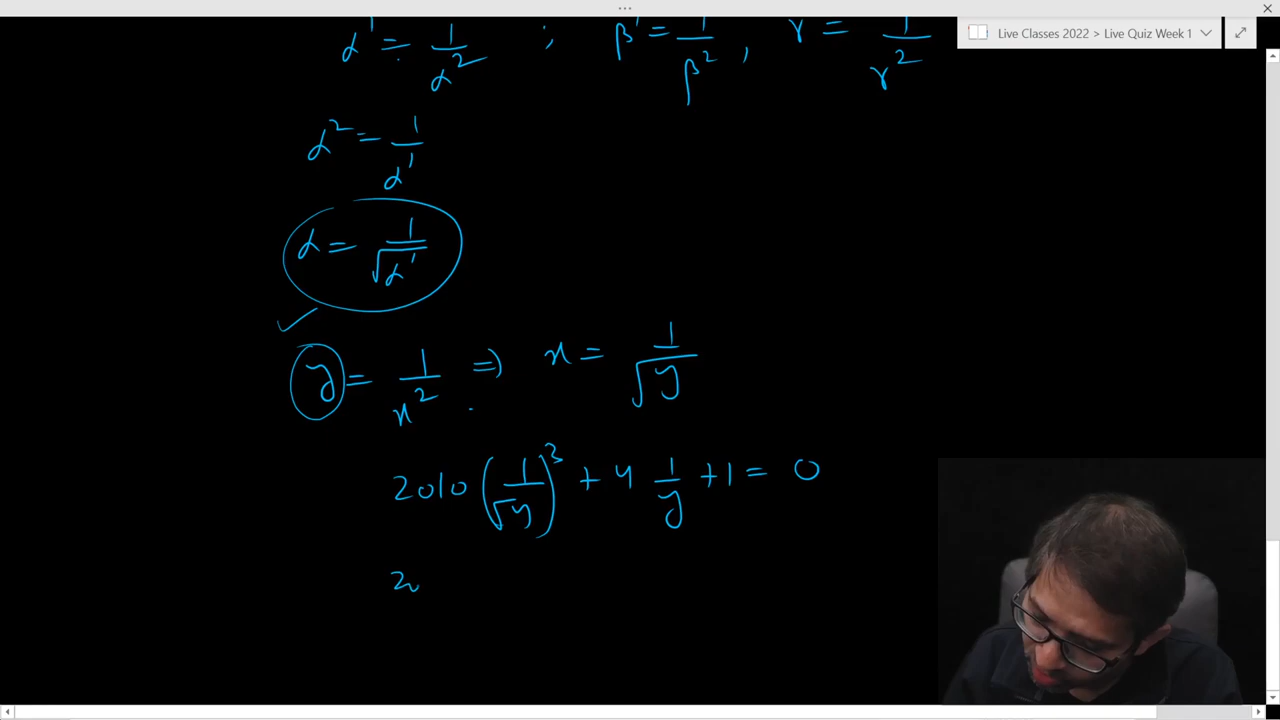 Live Classes 2022 > Live Quiz Week 1
α' = 1/α² ; β' = 1/β² , γ = 1/γ²
α² = 1/α'
α = 1/√α'
y = 1/x² ⇒ x = 1/√y
2010 (1/√y)³ + 4 1/y + 1 = 0
20